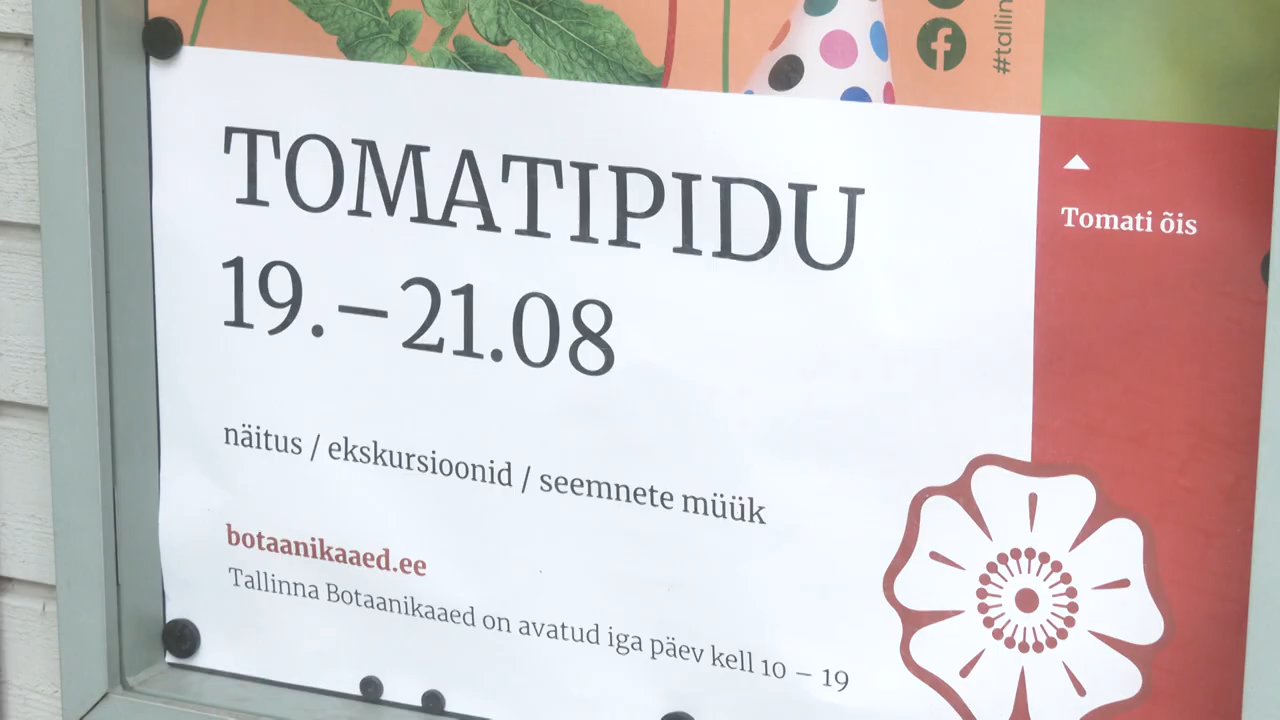 #tallin
TOMATIPIDU
19.–21.08
näitus / ekskursioonid / seemnete müük
botaanikaaed.ee
Tallinna Botaanikaaed on avatud iga päev kell 10 – 19
Tomati õis